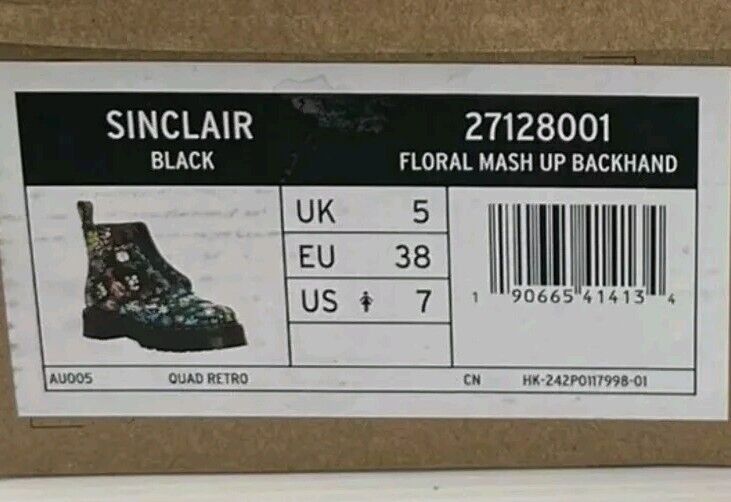 SINCLAIR
BLACK
27128001
FLORAL MASH UP BACKHAND
UK 5
EU 38
US 7
1 90665 41413 4
AU005 QUAD RETRO CN HK-242P0117998-01